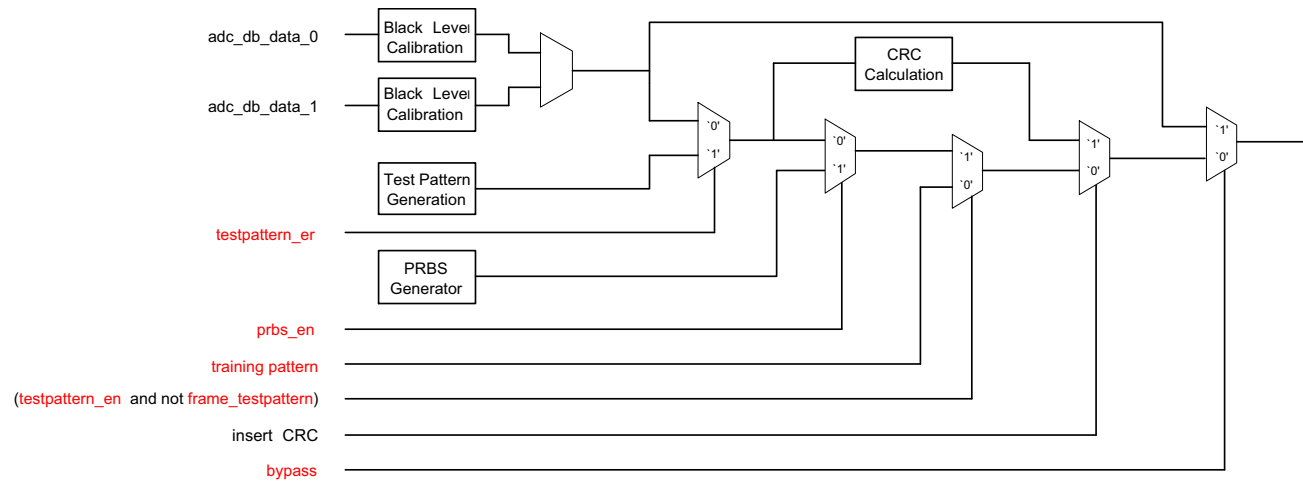 adc_db_data_0
Black Level
Calibration
CRC
Calculation
adc_db_data_1
Black Level
Calibration
`0'
`1'
`0'
`1'
`1'
`0'
`1'
`0'
`1'
`0'
Test Pattern
Generation
testpattern_er
PRBS
Generator
prbs_en
training pattern
(testpattern_en and not frame_testpattern)
insert CRC
bypass